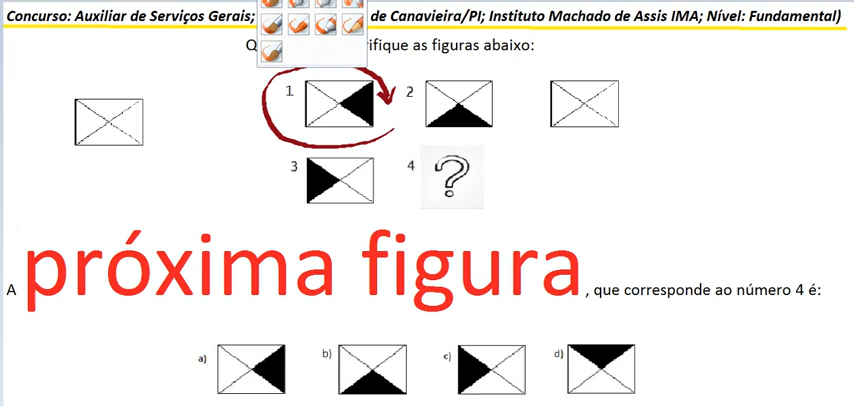 Concurso: Auxiliar de Serviços Gerais; de Canavieira/PI; Instituto Machado de Assis IMA; Nível: Fundamental)
as figuras abaixo:
1
2
3
4
?
A próxima figura, que corresponde ao número 4 é:
a) b) c) d)